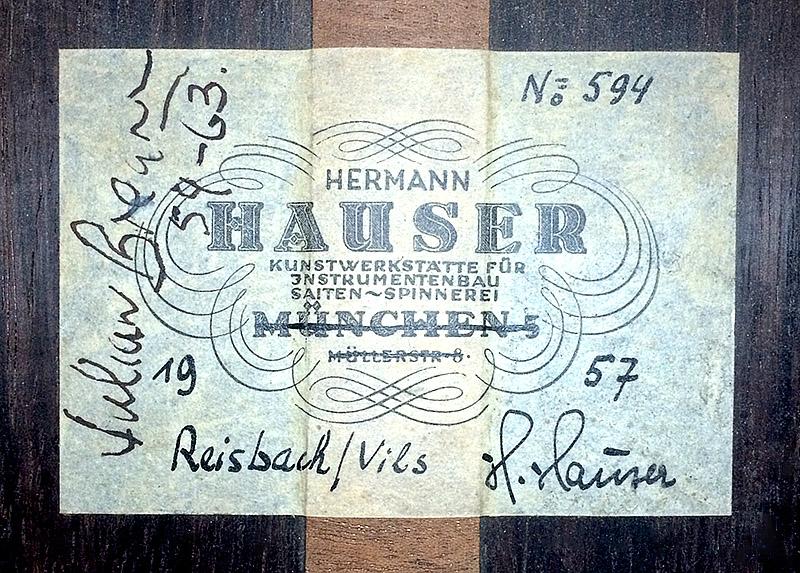 Nº 594
HERMANN
HAUSER
KUNSTWERKSTÄTTE FÜR
INSTRUMENTENBAU
SAITEN~SPINNEREI
MÜNCHEN 5
MÜLLERSTR·8·
19 57
Reisbach/Vils H. Hauser
Julian Bream
59-63.